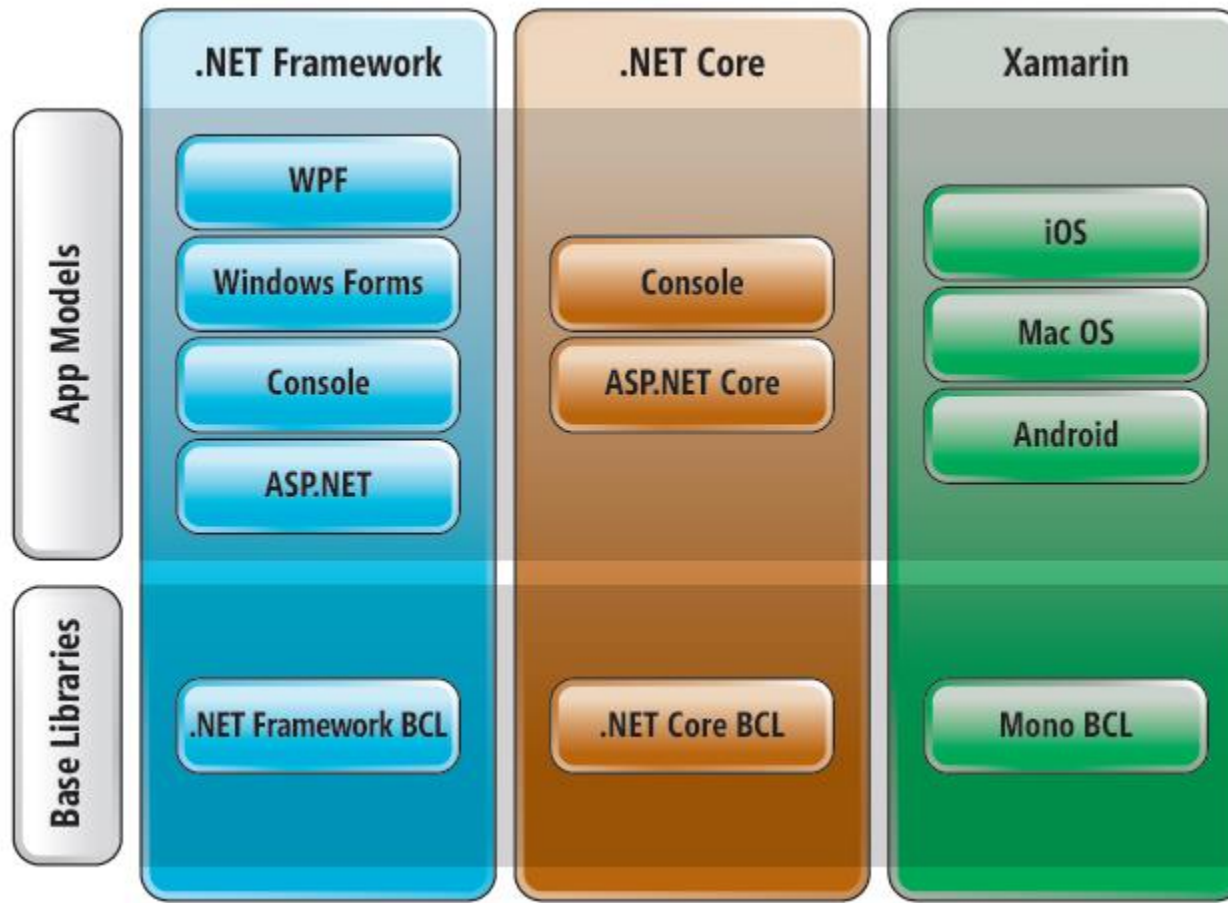 .NET Framework
.NET Core
Xamarin
App Models
WPF
Windows Forms
Console
ASP.NET
Console
ASP.NET Core
iOS
Mac OS
Android
Base Libraries
.NET Framework BCL
.NET Core BCL
Mono BCL